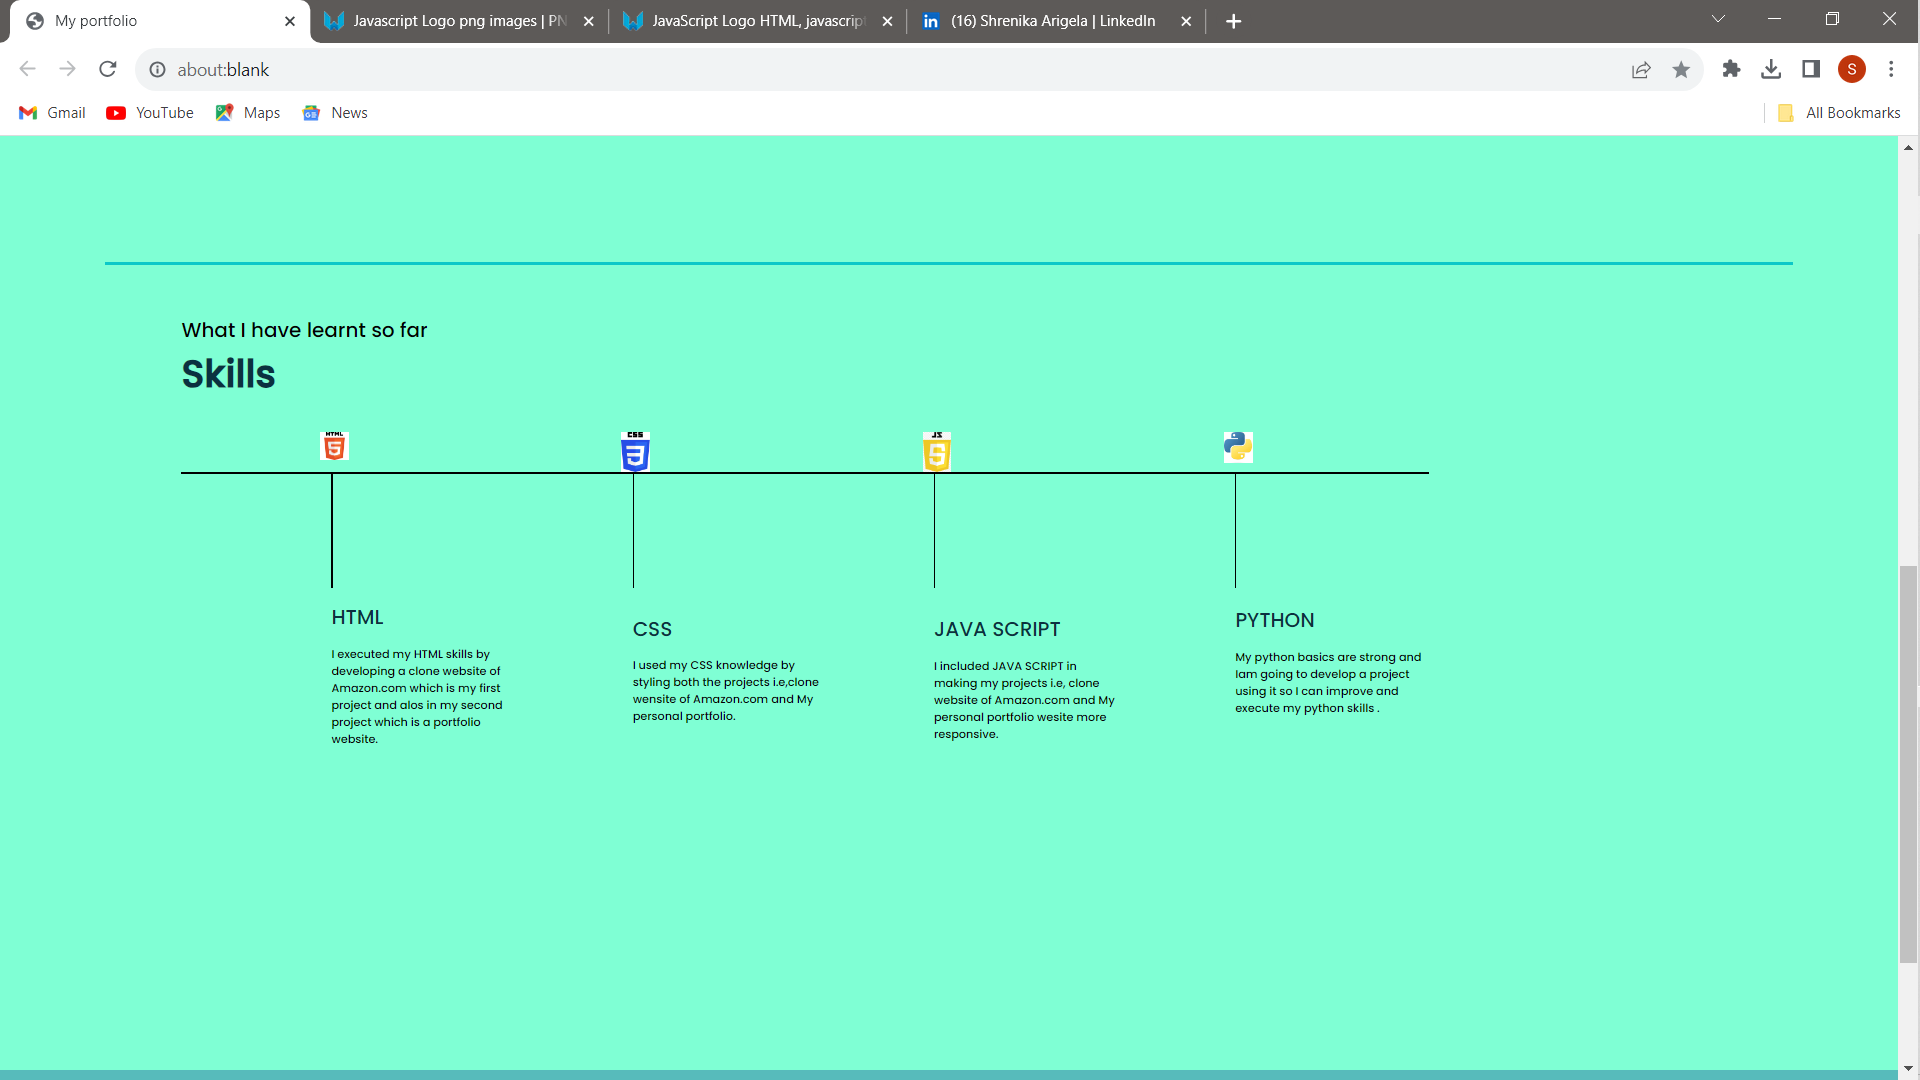 My portfolio
Javascript Logo png images | PN
JavaScript Logo HTML, javascrip
(16) Shrenika Arigela | LinkedIn
about:blank
S
Gmail
YouTube
Maps
News
All Bookmarks
What I have learnt so far
Skills
HTML
5
CSS
3
JS
5
HTML
I executed my HTML skills by
developing a clone website of
Amazon.com which is my first
project and alos in my second
project which is a portfolio
website.
CSS
I used my CSS knowledge by
styling both the projects i.e,clone
wensite of Amazon.com and My
personal portfolio.
JAVA SCRIPT
I included JAVA SCRIPT in
making my projects i.e, clone
website of Amazon.com and My
personal portfolio wesite more
responsive.
PYTHON
My python basics are strong and
Iam going to develop a project
using it so I can improve and
execute my python skills .